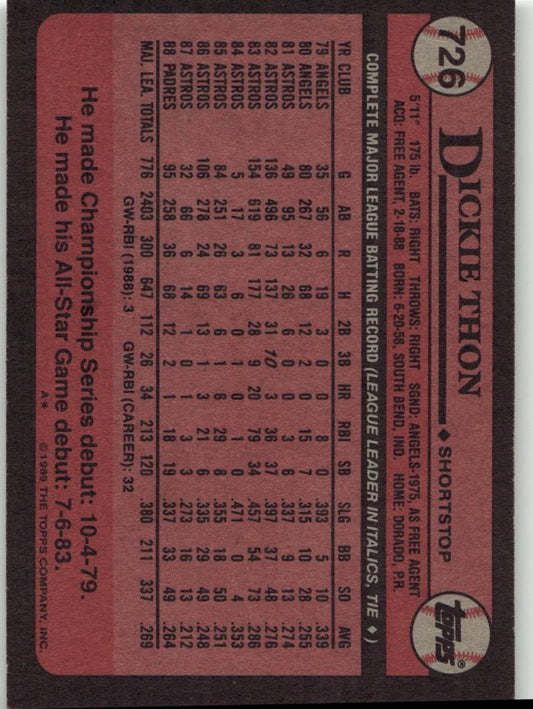 726
DICKIE THON ◆ SHORTSTOP
topps®
5'11" 175 lb. BATS: RIGHT THROWS: RIGHT SGND: ANGELS-1975, AS FREE AGENT
ACQ: FREE AGENT, 2-18-88 BORN: 6-20-58, SOUTH BEND, IND. HOME: DORADO, P.R.
COMPLETE MAJOR LEAGUE BATTING RECORD (LEAGUE LEADER IN ITALICS, TIE ◆)
YR CLUB G AB R H 2B 3B HR RBI SB SLG BB SO AVG
79 ANGELS 35 56 6 19 3 0 0 8 0 .393 5 10 .339
80 ANGELS 80 267 32 68 12 2 0 15 7 .315 10 28 .255
81 ASTROS 49 95 13 26 6 0 0 3 6 .337 9 13 .274
82 ASTROS 136 496 73 137 31 10 3 36 37 .397 37 48 .276
83 ASTROS 154 619 81 177 28 9 20 79 34 .457 54 73 .286
84 ASTROS 5 17 3 6 0 1 0 1 0 .471 0 4 .353
85 ASTROS 84 251 26 63 6 1 6 29 8 .355 18 50 .251
86 ASTROS 106 278 24 69 13 1 3 21 6 .335 29 49 .248
87 ASTROS 32 66 6 14 1 0 1 3 3 .273 16 13 .212
88 PADRES 95 258 36 68 12 2 1 18 19 .337 33 49 .264
MAJ. LEA. TOTALS 776 2403 300 647 112 26 34 213 120 .380 211 337 .269
GW-RBI (1988): 3 GW-RBI (CAREER): 32
He made Championship Series debut: 10-4-79.
He made his All-Star Game debut: 7-6-83.
A* © 1989 THE TOPPS COMPANY, INC.